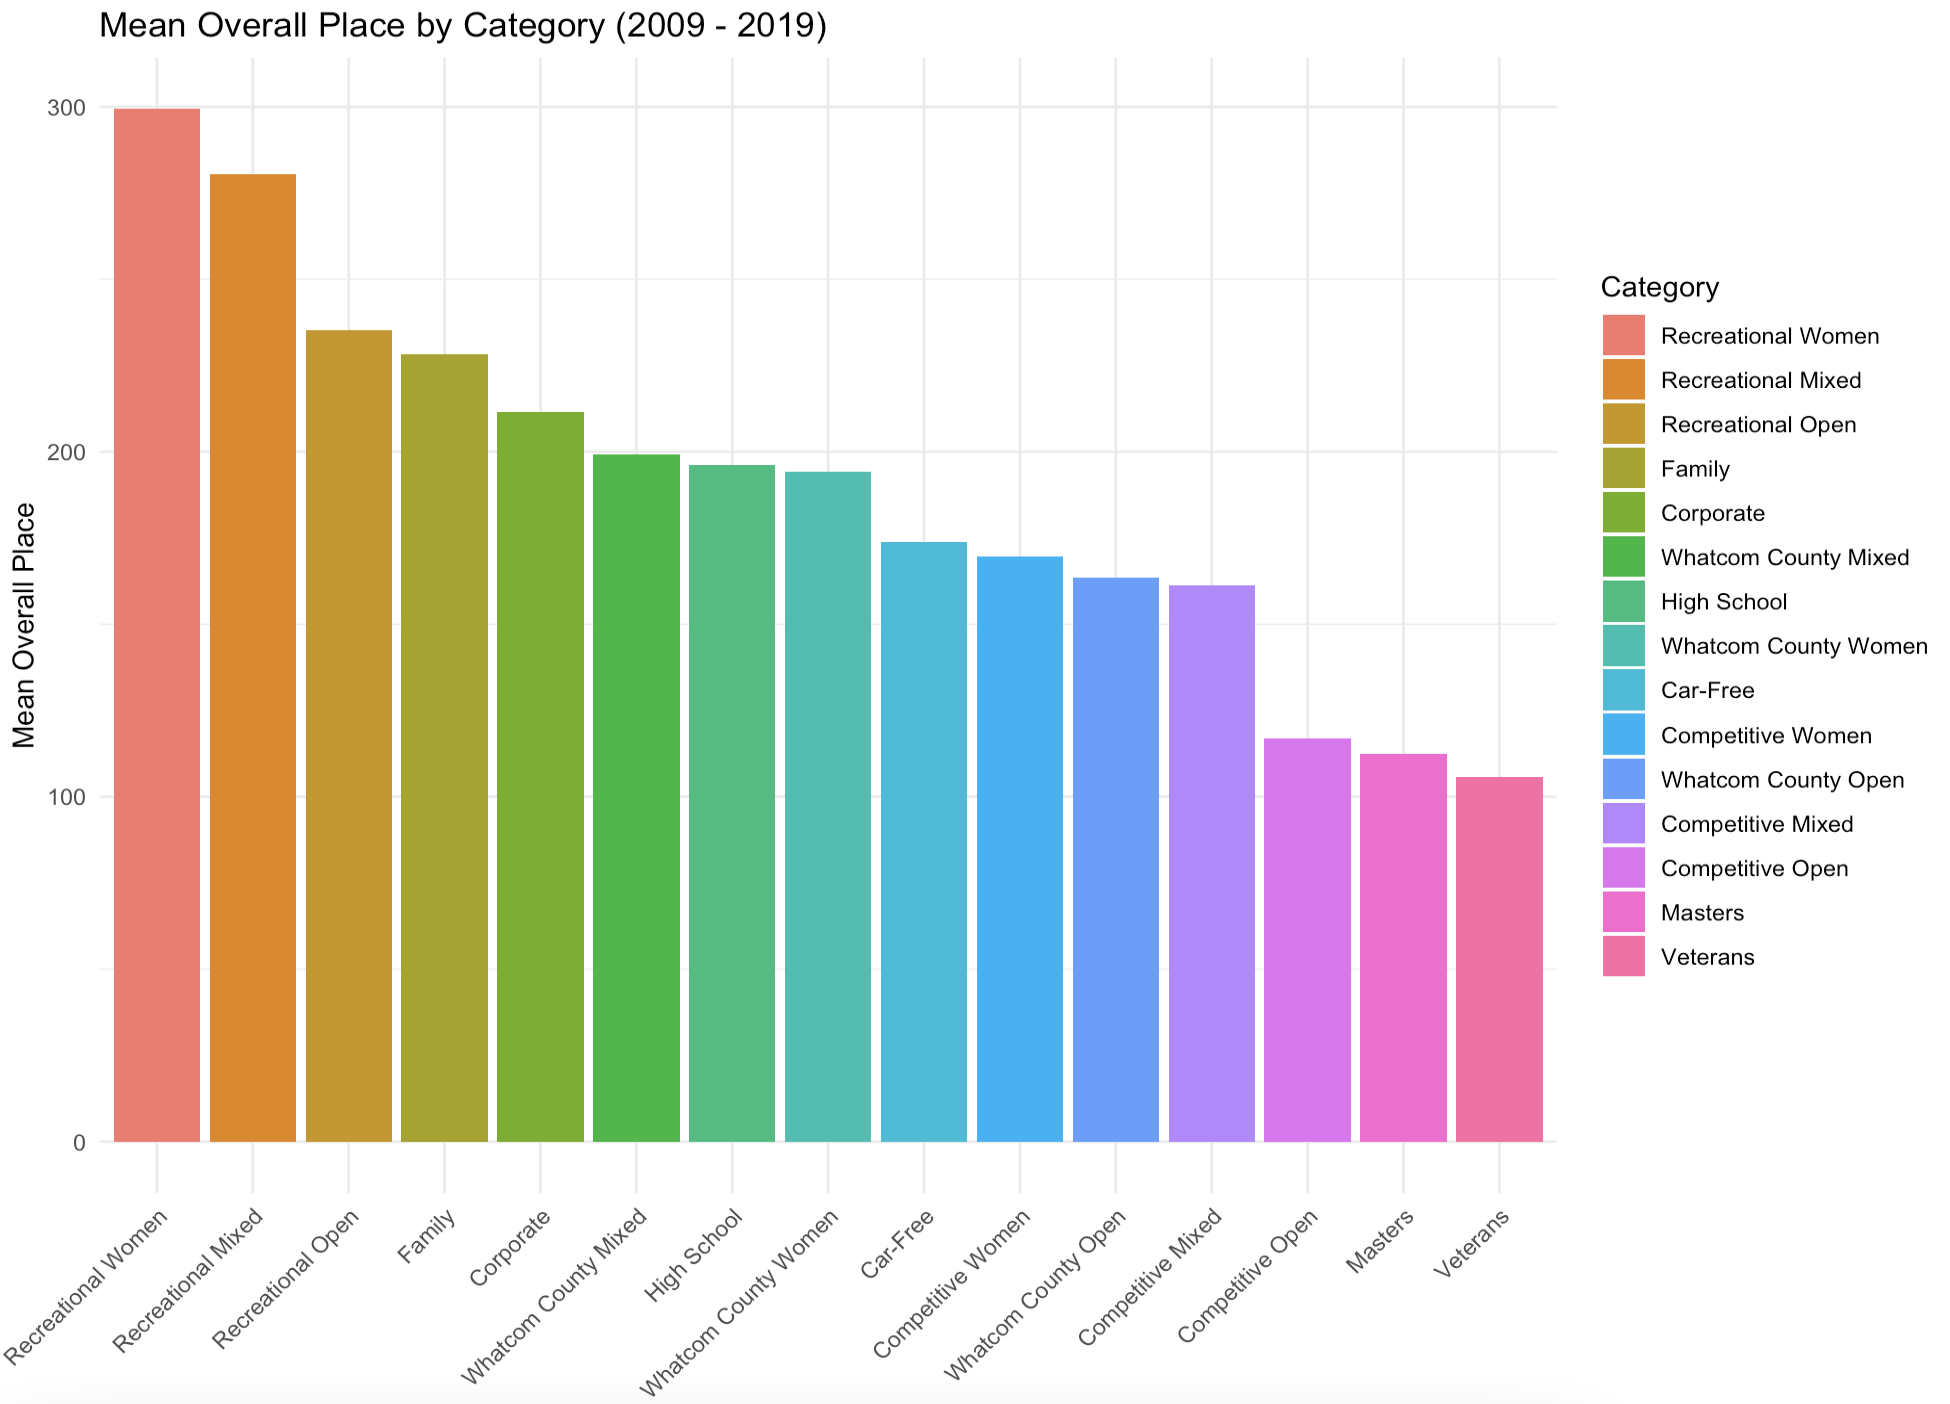 Mean Overall Place by Category (2009 - 2019)
Mean Overall Place
300
200
100
0
Recreational Women
Recreational Mixed
Recreational Open
Family
Corporate
Whatcom County Mixed
High School
Whatcom County Women
Car-Free
Competitive Women
Whatcom County Open
Competitive Mixed
Competitive Open
Masters
Veterans
Category
Recreational Women
Recreational Mixed
Recreational Open
Family
Corporate
Whatcom County Mixed
High School
Whatcom County Women
Car-Free
Competitive Women
Whatcom County Open
Competitive Mixed
Competitive Open
Masters
Veterans